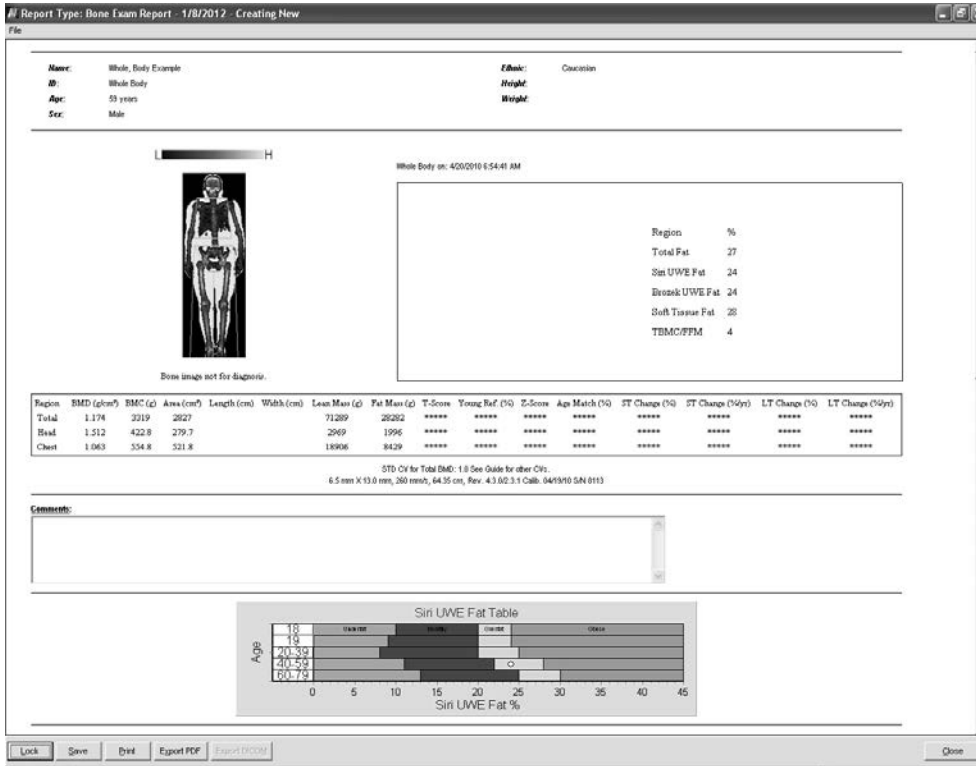 Report Type: Bone Exam Report - 1/8/2012 - Creating New
File
Name: Whole, Body Example
Ethnic: Caucasian
ID: Whole Body
Height:
Age: 59 years
Weight:
Sex: Male
L H
Whole Body on: 4/20/2010 6:54:41 AM
Region %
Total Fat 27
Siri UWE Fat 24
Brozek UWE Fat 24
Soft Tissue Fat 28
TBMC/FFM 4
Bone image not for diagnosis.
Region BMD (g/cm²) BMC (g) Area (cm²) Length (cm) Width (cm) Lean Mass (g) Fat Mass (g) T-Score Young Ref. (%) Z-Score Age Match (%) ST Change (%) ST Change (%/yr) LT Change (%) LT Change (%/yr)
Total 1.174 3319 2827 71289 28282 ***** ***** ***** ***** ***** ***** ***** *****
Head 1.512 422.8 279.7 2969 1996 ***** ***** ***** ***** ***** ***** ***** *****
Chest 1.063 554.8 521.8 18906 8429 ***** ***** ***** ***** ***** ***** ***** *****
STD CV for Total BMD: 1.0 See Guide for other CVs.
6.5 mm X 13.0 mm, 260 mm/s, 64.35 cm, Rev. 4.3.0/2.3.1 Calib. 04/19/10 S/N 0113
Comments:
Siri UWE Fat Table
Age
18
19
20-39
40-59
60-79
Obese
0 5 10 15 20 25 30 35 40 45
Siri UWE Fat %
Lock Save Print Export PDF Export DICOM Close